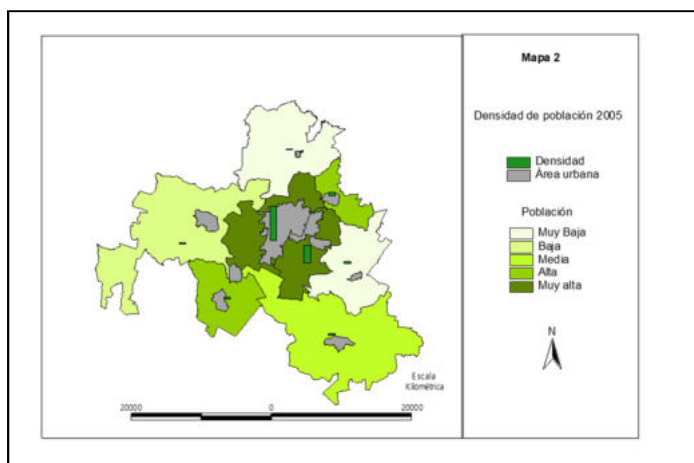 Mapa 2
Densidad de población 2005
Densidad
Área urbana
Población
Muy Baja
Baja
Media
Alta
Muy alta
N
Escala
Kilométrica
20000 0 20000